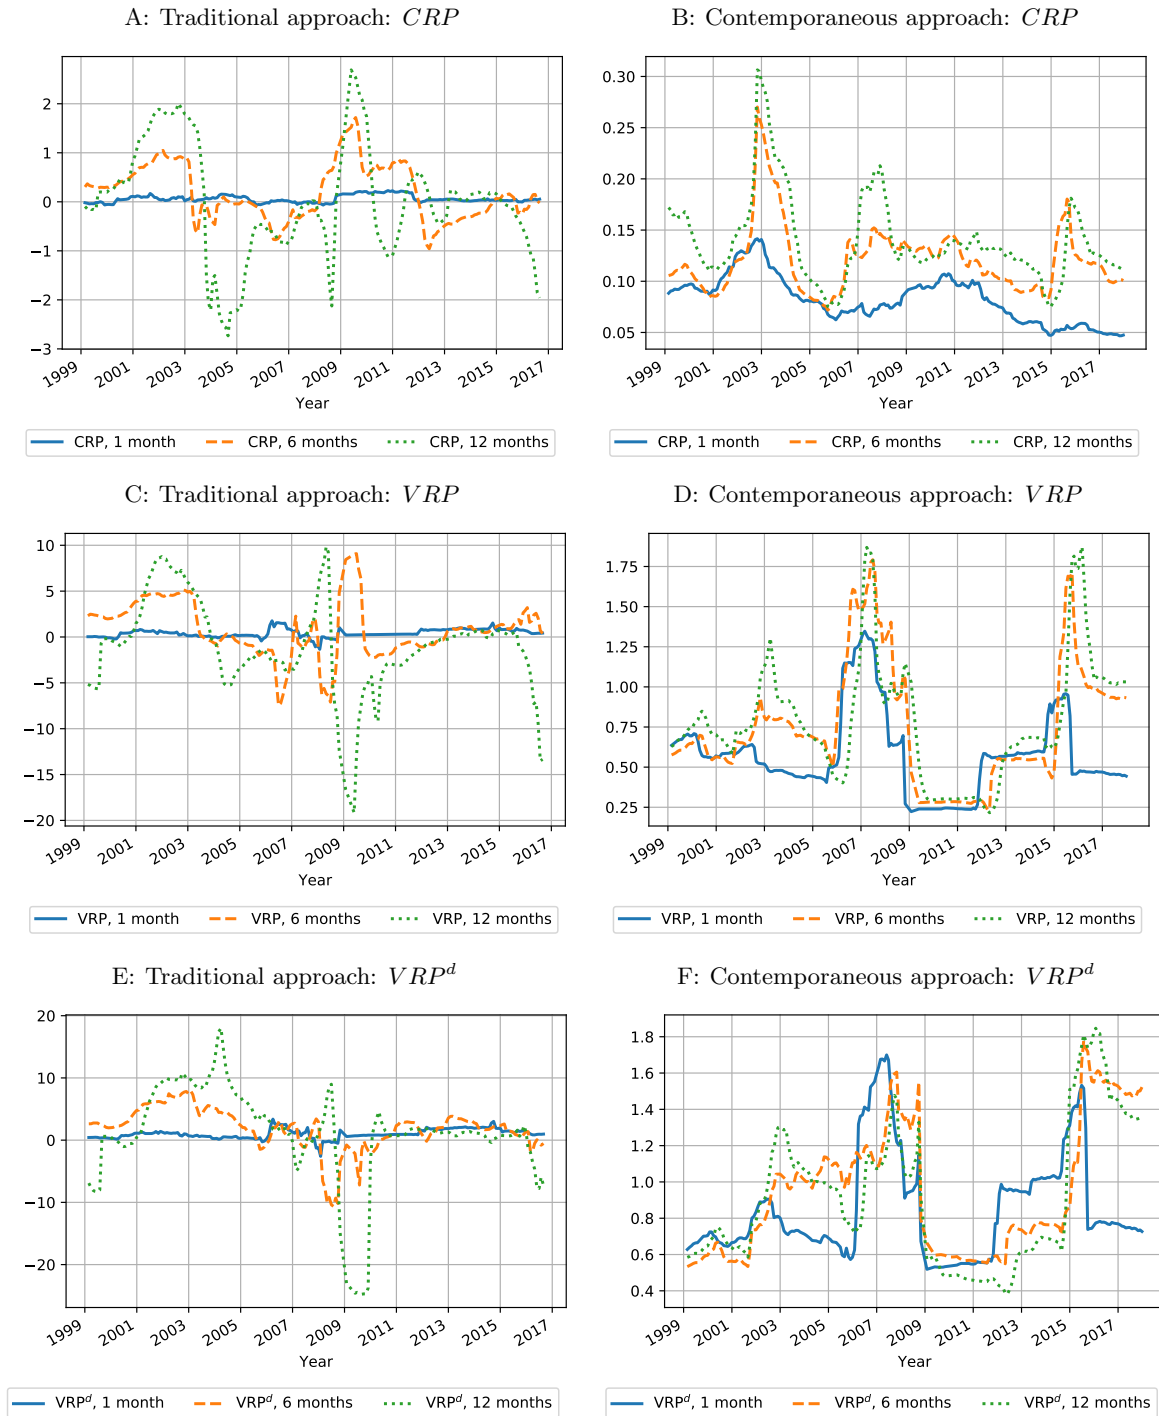 A: Traditional approach: CRP
B: Contemporaneous approach: CRP
2
1
0
−1
−2
−3
1999 2001 2003 2005 2007 2009 2011 2013 2015 2017
Year
CRP, 1 month CRP, 6 months CRP, 12 months
0.30
0.25
0.20
0.15
0.10
0.05
1999 2001 2003 2005 2007 2009 2011 2013 2015 2017
Year
CRP, 1 month CRP, 6 months CRP, 12 months
C: Traditional approach: VRP
D: Contemporaneous approach: VRP
10
5
0
−5
−10
−15
−20
1999 2001 2003 2005 2007 2009 2011 2013 2015 2017
Year
VRP, 1 month VRP, 6 months VRP, 12 months
1.75
1.50
1.25
1.00
0.75
0.50
0.25
1999 2001 2003 2005 2007 2009 2011 2013 2015 2017
Year
VRP, 1 month VRP, 6 months VRP, 12 months
E: Traditional approach: VRPᵈ
F: Contemporaneous approach: VRPᵈ
20
10
0
−10
−20
1999 2001 2003 2005 2007 2009 2011 2013 2015 2017
Year
VRPᵈ, 1 month VRPᵈ, 6 months VRPᵈ, 12 months
1.8
1.6
1.4
1.2
1.0
0.8
0.6
0.4
1999 2001 2003 2005 2007 2009 2011 2013 2015 2017
Year
VRPᵈ, 1 month VRPᵈ, 6 months VRPᵈ, 12 months